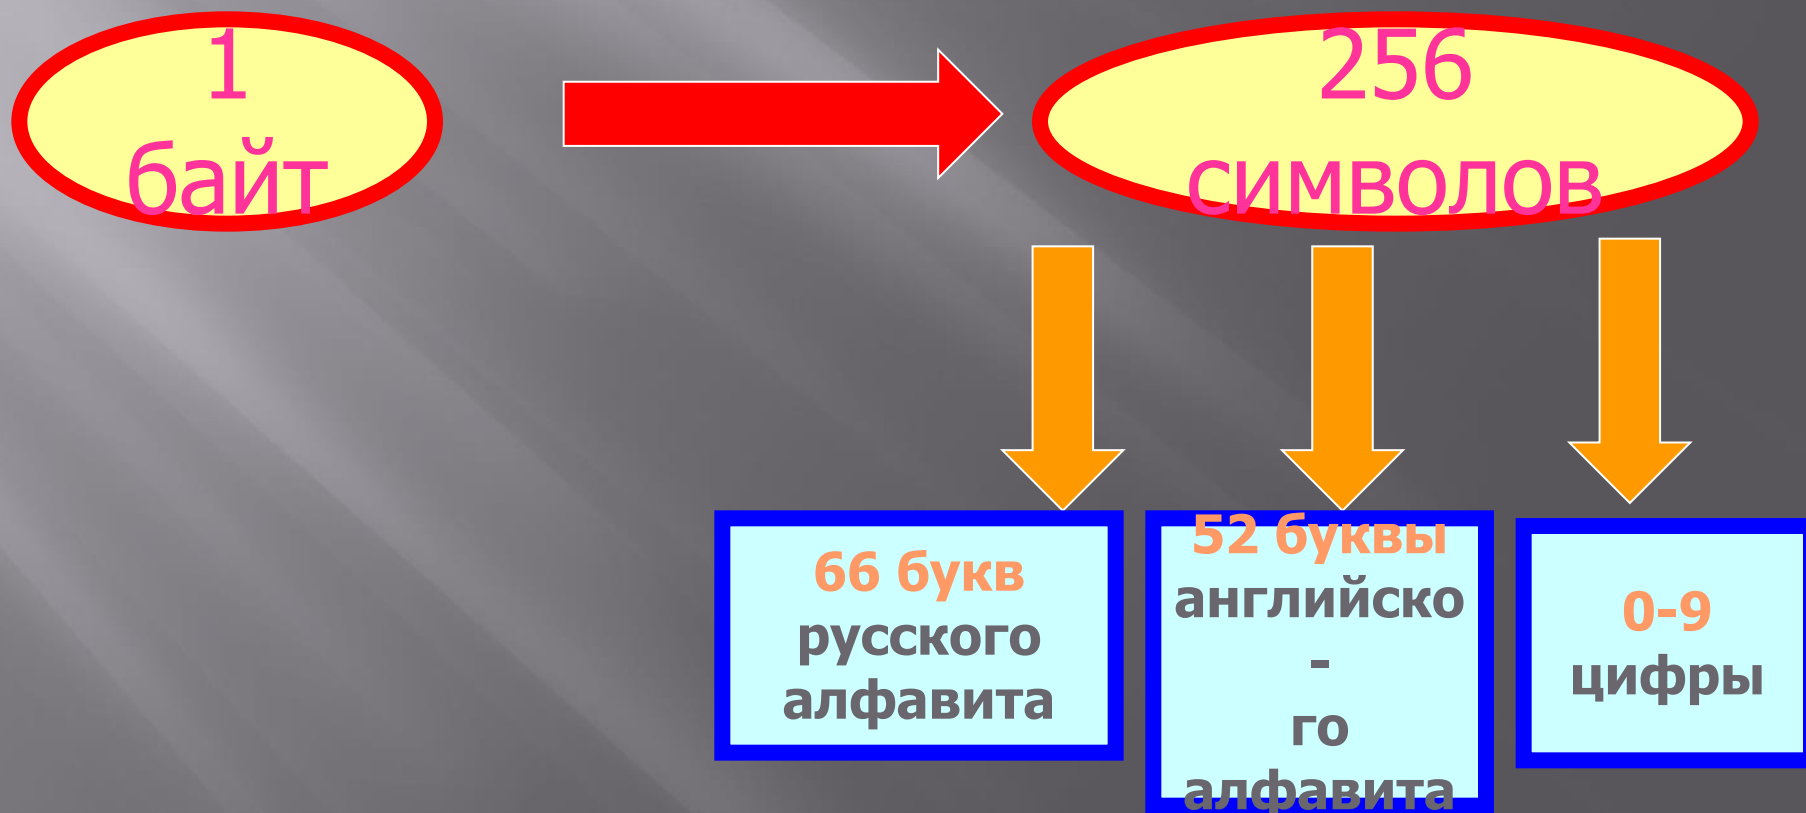 1
байт
256
символов
66 букв
русского
алфавита
52 буквы
английско
-
го
алфавита
0-9
цифры